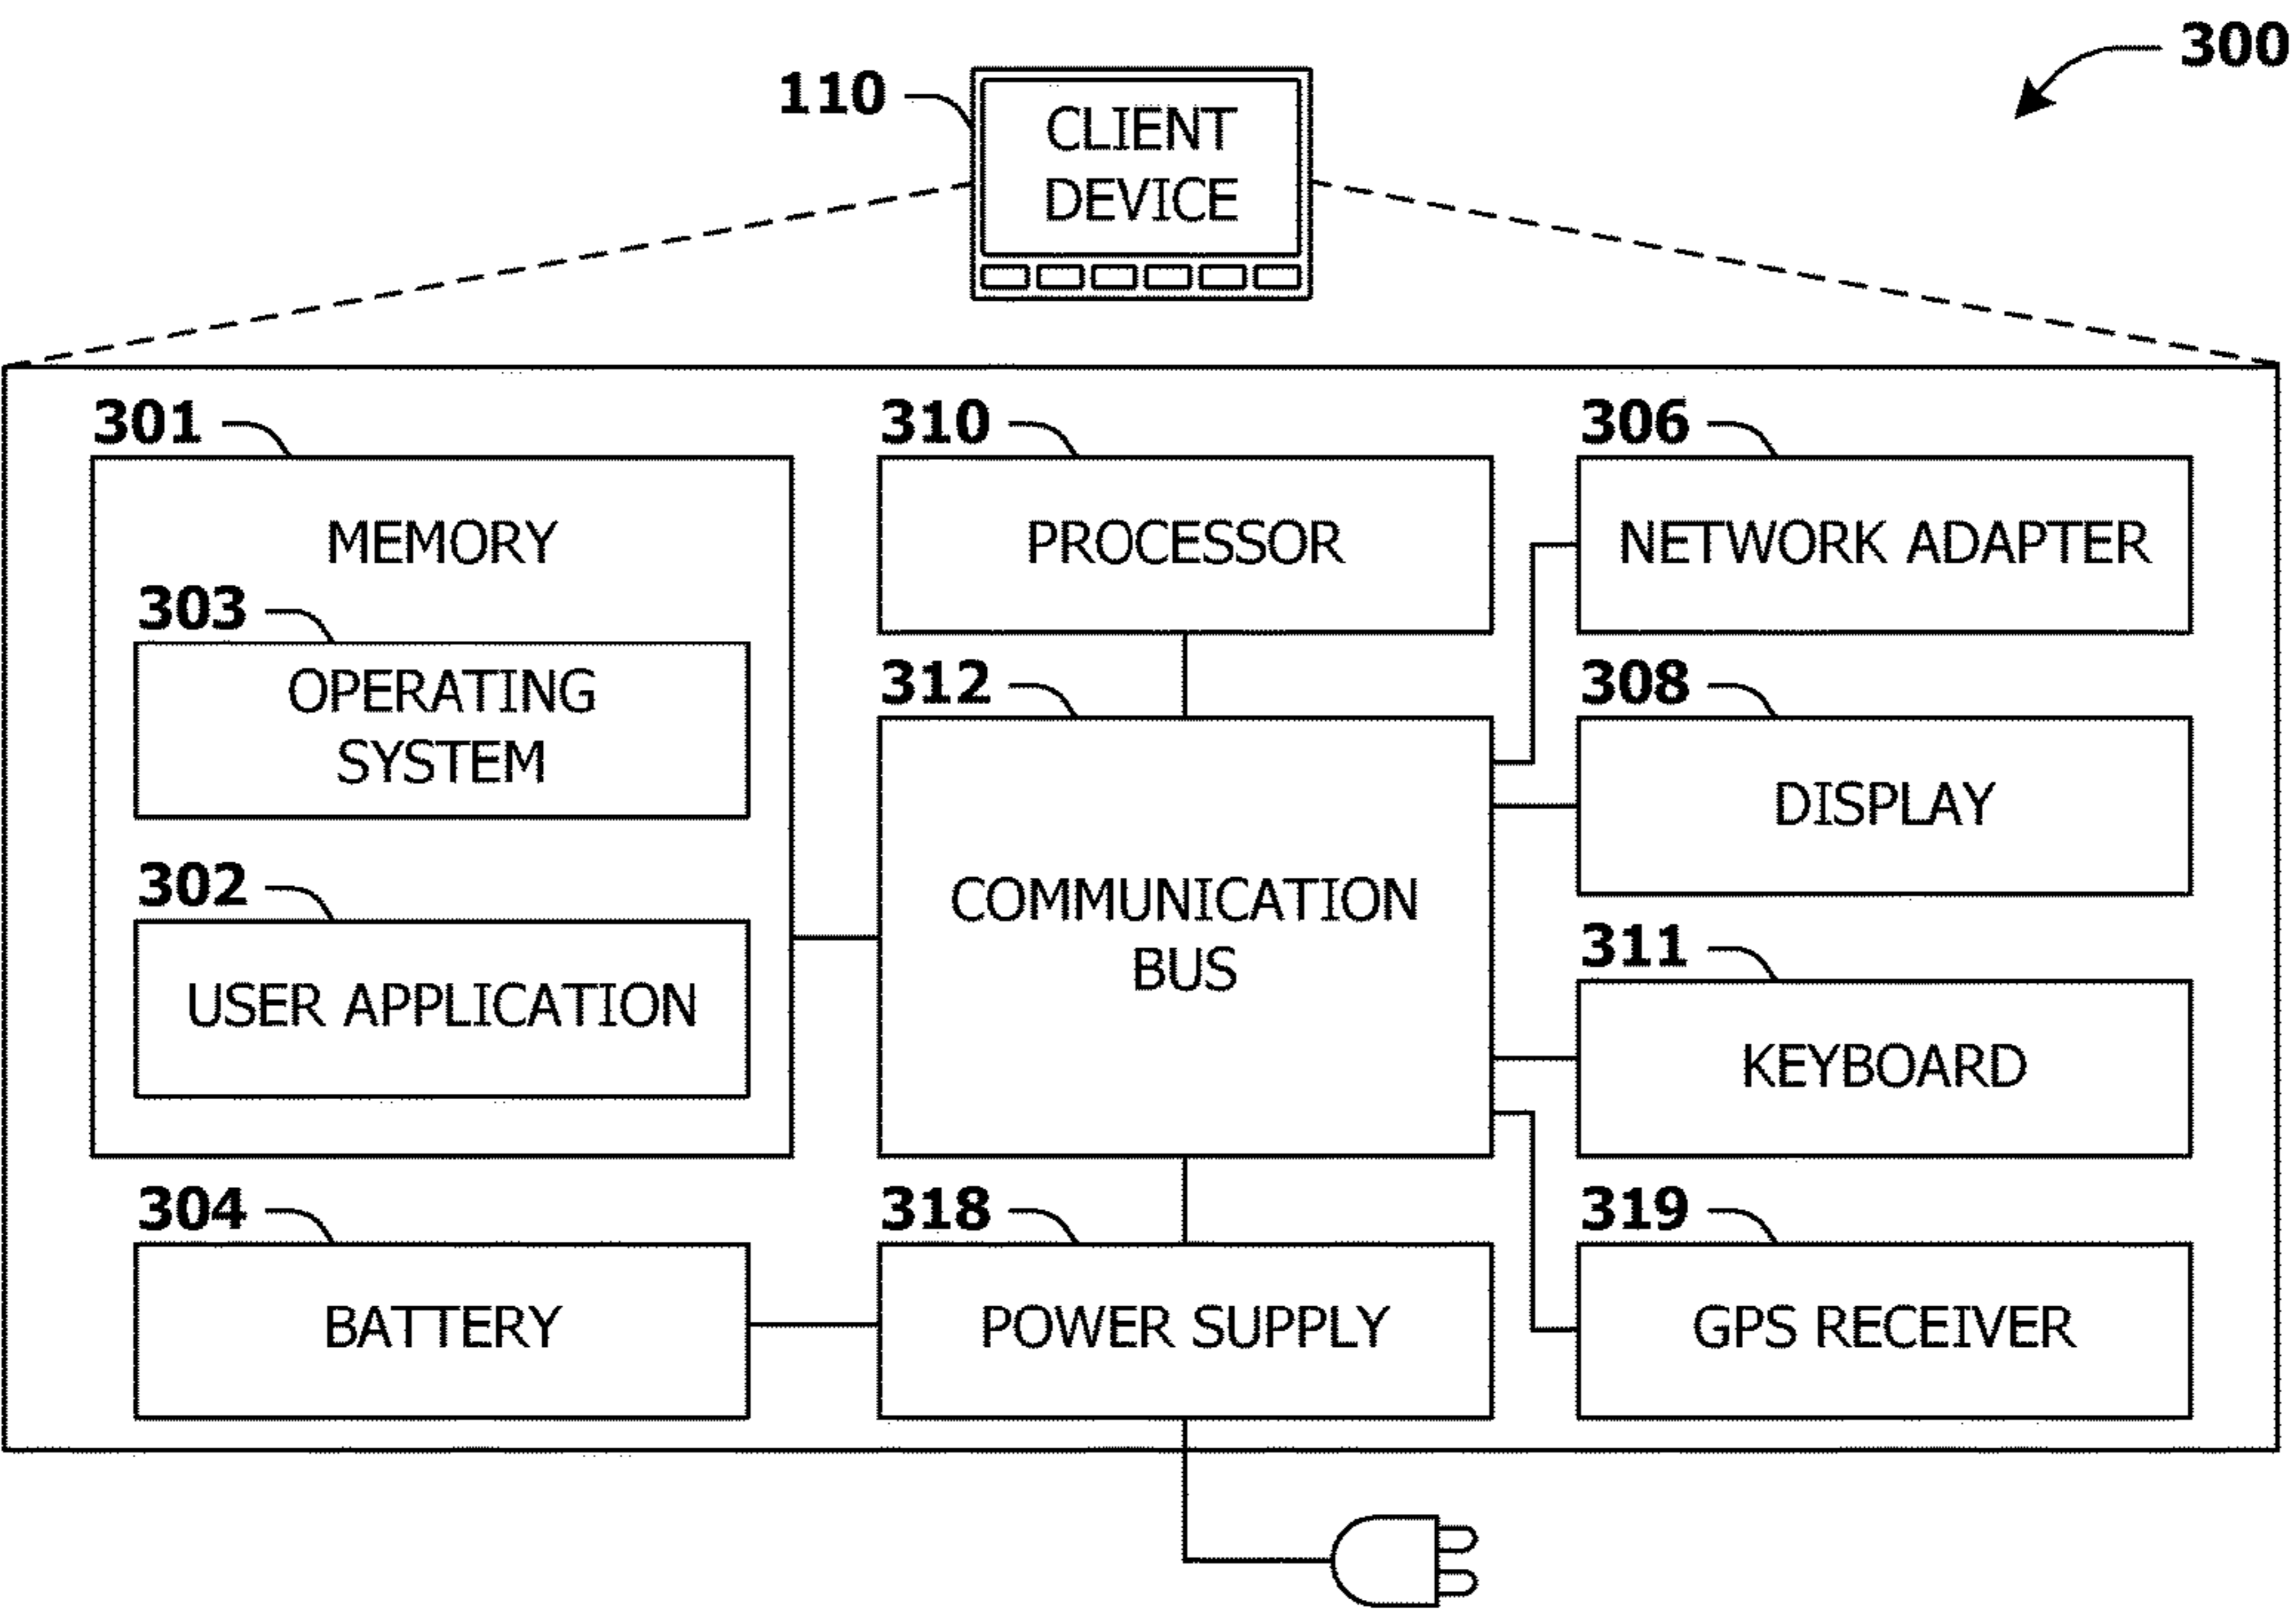 300
110
CLIENT
DEVICE
301
310
306
MEMORY
PROCESSOR
NETWORK ADAPTER
303
OPERATING
SYSTEM
312
308
DISPLAY
302
USER APPLICATION
COMMUNICATION
BUS
311
KEYBOARD
304
318
319
BATTERY
POWER SUPPLY
GPS RECEIVER